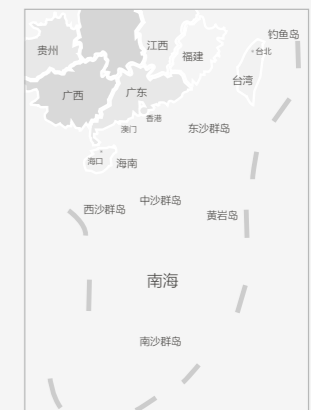 钓鱼岛
江西
贵州
台北
福建
台湾
广西
广东
香港
澳门
东沙群岛
海口
海南
中沙群岛
西沙群岛
黄岩岛
南海
南沙群岛